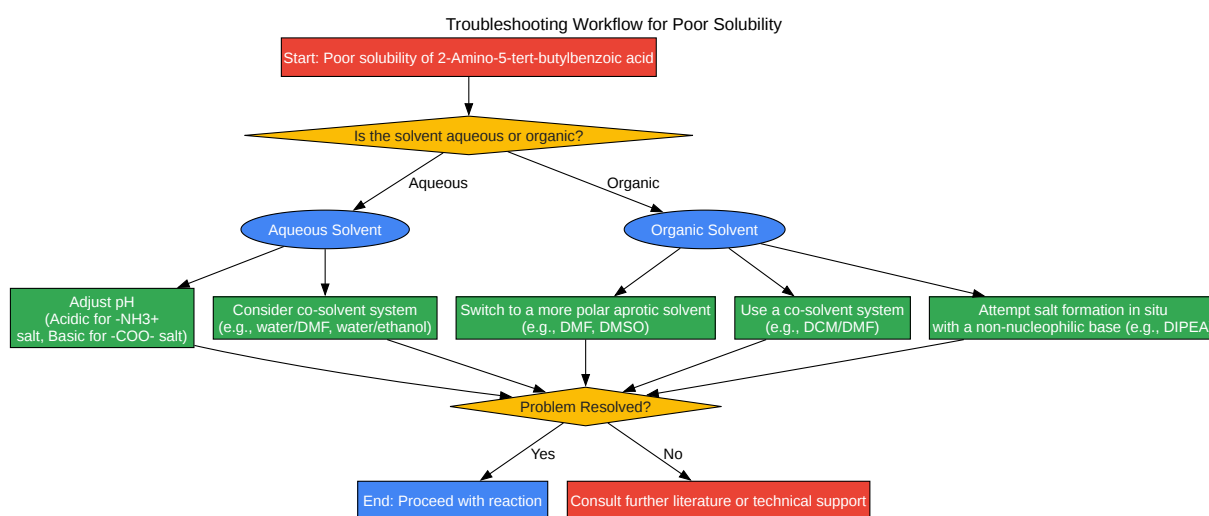 Troubleshooting Workflow for Poor Solubility
Start: Poor solubility of 2-Amino-5-tert-butylbenzoic acid
Is the solvent aqueous or organic?
Aqueous
Organic
Aqueous Solvent
Organic Solvent
Adjust pH
(Acidic for -NH3+
salt, Basic for -COO- salt)
Consider co-solvent system
(e.g., water/DMF, water/ethanol)
Switch to a more polar aprotic solvent
(e.g., DMF, DMSO)
Use a co-solvent system
(e.g., DCM/DMF)
Attempt salt formation in situ
with a non-nucleophilic base (e.g., DIPEA
Problem Resolved?
Yes
No
End: Proceed with reaction
Consult further literature or technical support